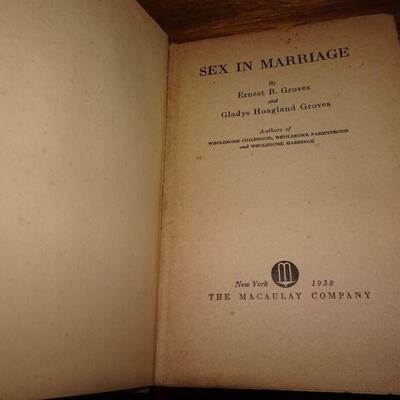 SEX IN MARRIAGE
By
Ernest R. Groves
and
Gladys Hoagland Groves
Authors of
WHOLESOME CHILDHOOD, WHOLESOME PARENTHOOD
and WHOLESOME MARRIAGE
m
New York 1938
THE MACAULAY COMPANY